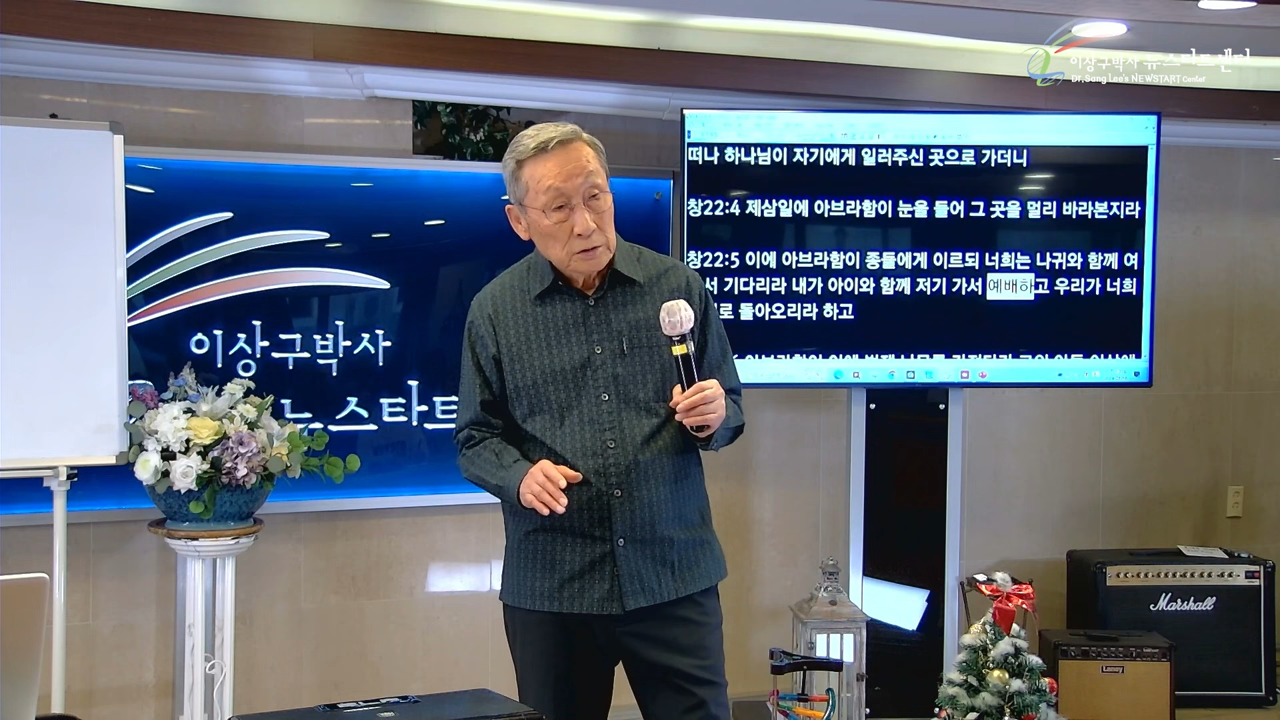 이상구박사 뉴스타트센터
Dr. Sang Lee's NEWSTART Center
떠나 하나님이 자기에게 일러주신 곳으로 가더니
창22:4 제삼일에 아브라함이 눈을 들어 그 곳을 멀리 바라본지라
창22:5 이에 아브라함이 종들에게 이르되 너희는 나귀와 함께 여
서 기다리라 내가 아이와 함께 저기 가서 예배하고 우리가 너희
로 돌아오리라 하고
이상구박사
뉴스타트
Marshall
Laney